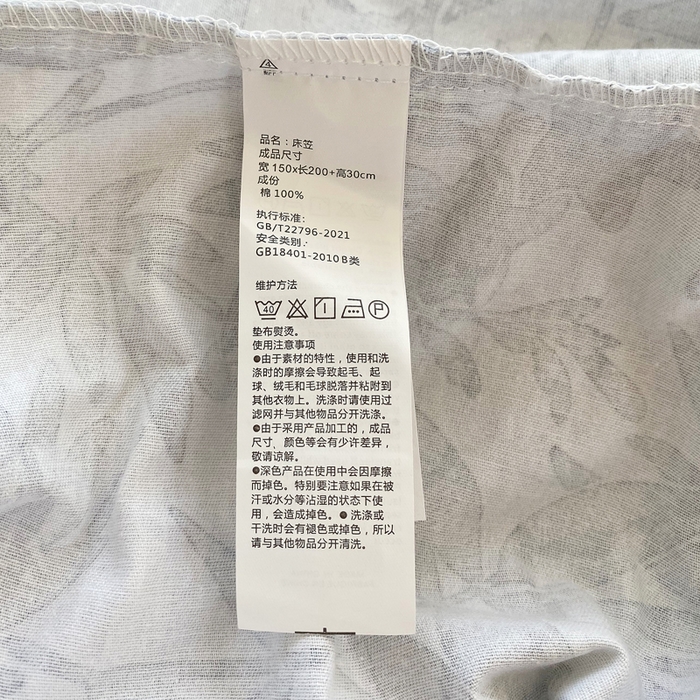 品名：床笠
成品尺寸
宽 150x长200+高30cm
成份
棉 100%
执行标准：
GB/T22796-2021
安全类别：
GB18401-2010 B类
维护方法
40
P
垫布熨烫。
使用注意事项
●由于素材的特性，使用和洗
涤时的摩擦会导致起毛、起
球、绒毛和毛球脱落并粘附到
其他衣物上。洗涤时请使用过
滤网并与其他物品分开洗涤。
●由于采用产品加工的，成品
尺寸、颜色等会有少许差异，
敬请谅解。
●深色产品在使用中会因摩擦
而掉色。特别要注意如果在被
汗或水分等沾湿的状态下使
用，会造成掉色。● 洗涤或
干洗时会有褪色或掉色，所以
请与其他物品分开清洗。